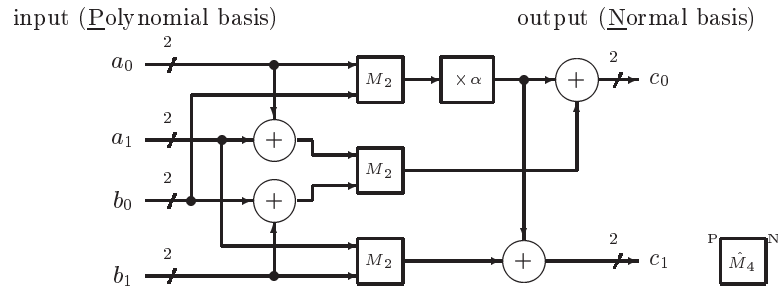 input (Polynomial basis) output (Normal basis)
2
a₀ M₂ × α + 2 c₀
2
a₁ + M₂
2
b₀ +
2
b₁ M₂ + 2 c₁ P M̂₄ N